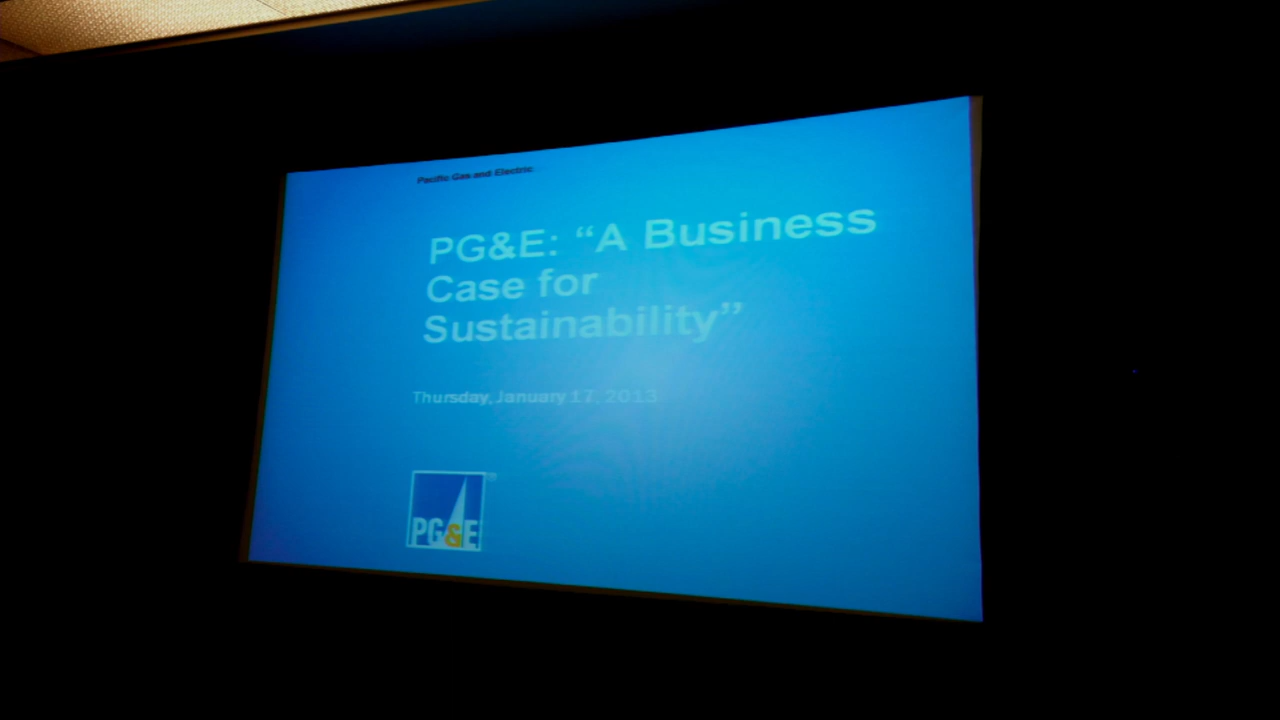 Pacific Gas and Electric
PG&E: “A Business
Case for
Sustainability”
Thursday, January 17, 2013
PG&E®